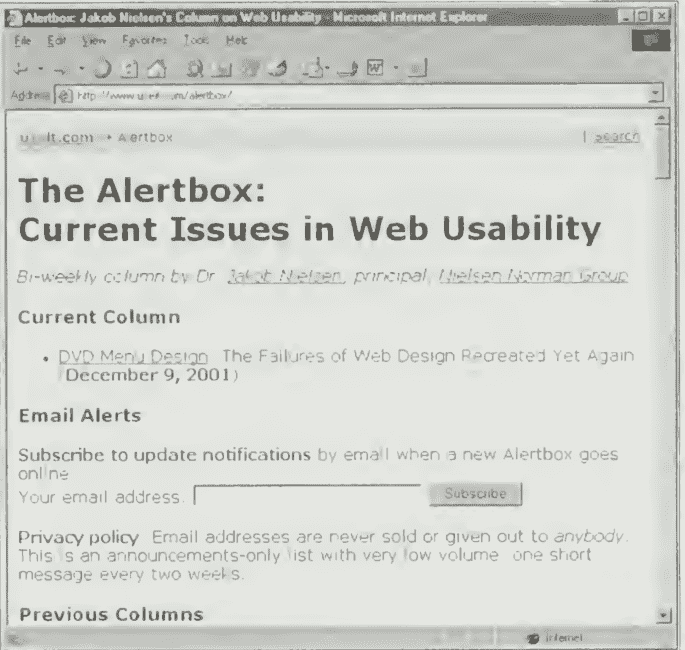 Alertbox: Jakob Nielsen's Column on Web Usability - Microsoft Internet Explorer
File Edit View Favorites Tools Help
Address
Alertbox
search
The Alertbox:
Current Issues in Web Usability
Bi-weekly column by Dr. Jakob Nielsen, principal, Nielsen Norman Group
Current Column
• DVD Menu Design The Failures of Web Design Recreated Yet Again
December 9, 2001)
Email Alerts
Subscribe to update notifications by email when a new Alertbox goes
online
Your email address: Subscribe
Privacy policy Email addresses are never sold or given out to anybody.
This is an announcements-only list with very low volume one short
message every two weeks.
Previous Columns
Internet